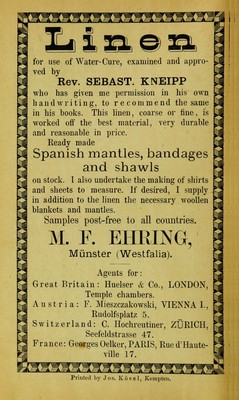 Linen
for use of Water-Cure, examined and appro-
ved by
Rev. SEBAST. KNEIPP
who has given me permission in his own
handwriting, to recommend the same
in his books. This linen, coarse or fine, is
worked off the best material, very durable
and reasonable in price.
Ready made
Spanish mantles, bandages
and shawls
on stock. I also undertake the making of shirts
and sheets to measure. If desired, I supply
in addition to the linen the necessary woollen
blankets and mantles.
Samples post-free to all countries.
M. F. EHRING,
Münster (Westfalia).
Agents for:
Great Britain: Huelser & Co., LONDON,
Temple chambers.
Austria: F. Mieszczakowski, VIENNA I.,
Rudolfsplatz 5.
Switzerland: C. Hochreutiner, ZÜRICH,
Seefeldstrasse 47.
France: Georges Oelker, PARIS, Rue d'Haute-
ville 17.
Printed by Jos. Kösel, Kempten.